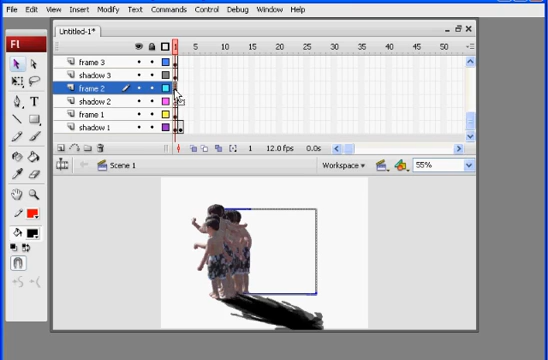 File Edit View Insert Modify Text Commands Control Debug Window Help
Untitled-1*
Fl
1 5 10 15 20 25 30 35 40 45 50
frame 3
shadow 3
frame 2
shadow 2
frame 1
shadow 1
1 12.0 fps 0.0s
Scene 1 Workspace 55%
T